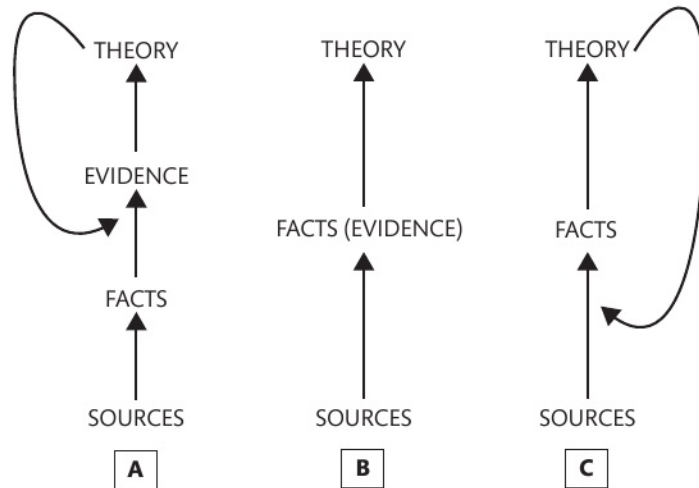 THEORY
EVIDENCE
FACTS
SOURCES
A
THEORY
FACTS (EVIDENCE)
SOURCES
B
THEORY
FACTS
SOURCES
C